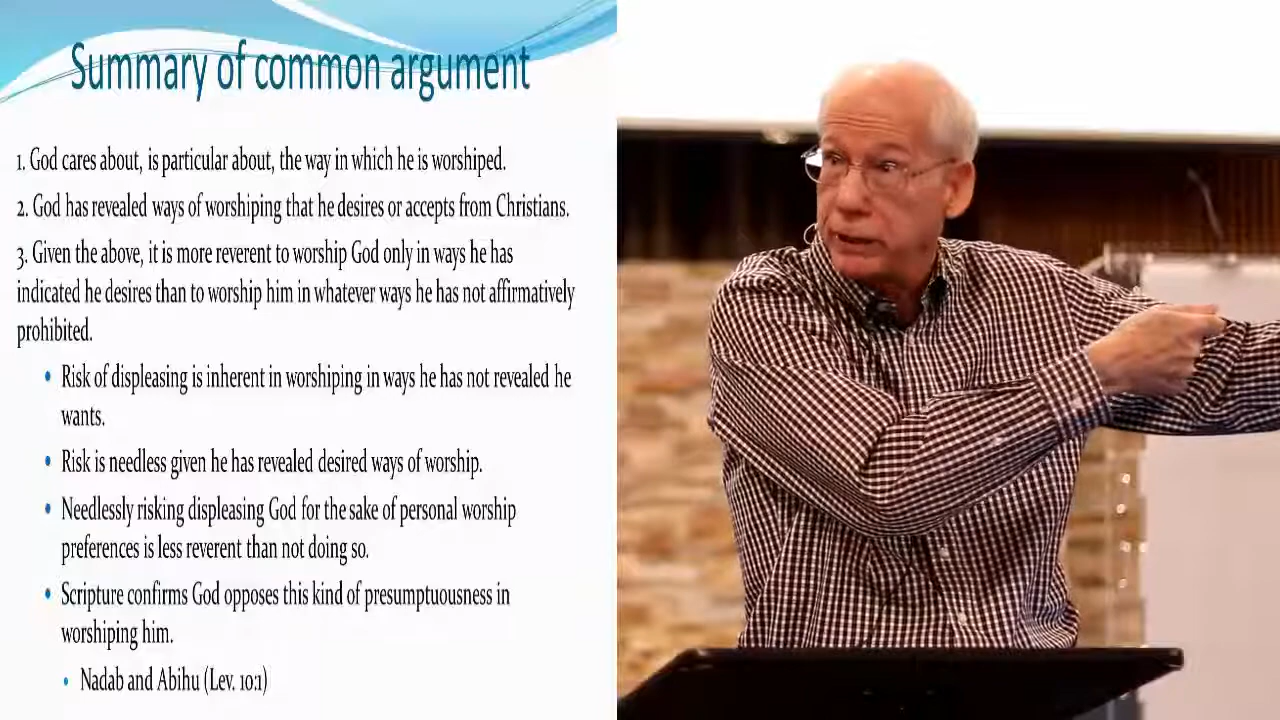 Summary of common argument
1. God cares about, is particular about, the way in which he is worshiped.
2. God has revealed ways of worshiping that he desires or accepts from Christians.
3. Given the above, it is more reverent to worship God only in ways he has
indicated he desires than to worship him in whatever ways he has not affirmatively
prohibited.
• Risk of displeasing is inherent in worshiping in ways he has not revealed he
wants.
• Risk is needless given he has revealed desired ways of worship.
• Needlessly risking displeasing God for the sake of personal worship
preferences is less reverent than not doing so.
• Scripture confirms God opposes this kind of presumptuousness in
worshiping him.
• Nadab and Abihu (Lev. 10:1)